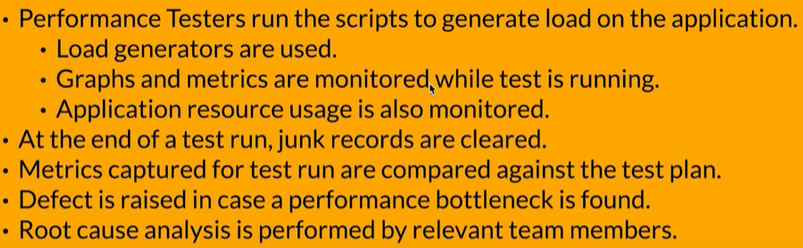 • Performance Testers run the scripts to generate load on the application.
• Load generators are used.
• Graphs and metrics are monitored while test is running.
• Application resource usage is also monitored.
• At the end of a test run, junk records are cleared.
• Metrics captured for test run are compared against the test plan.
• Defect is raised in case a performance bottleneck is found.
• Root cause analysis is performed by relevant team members.